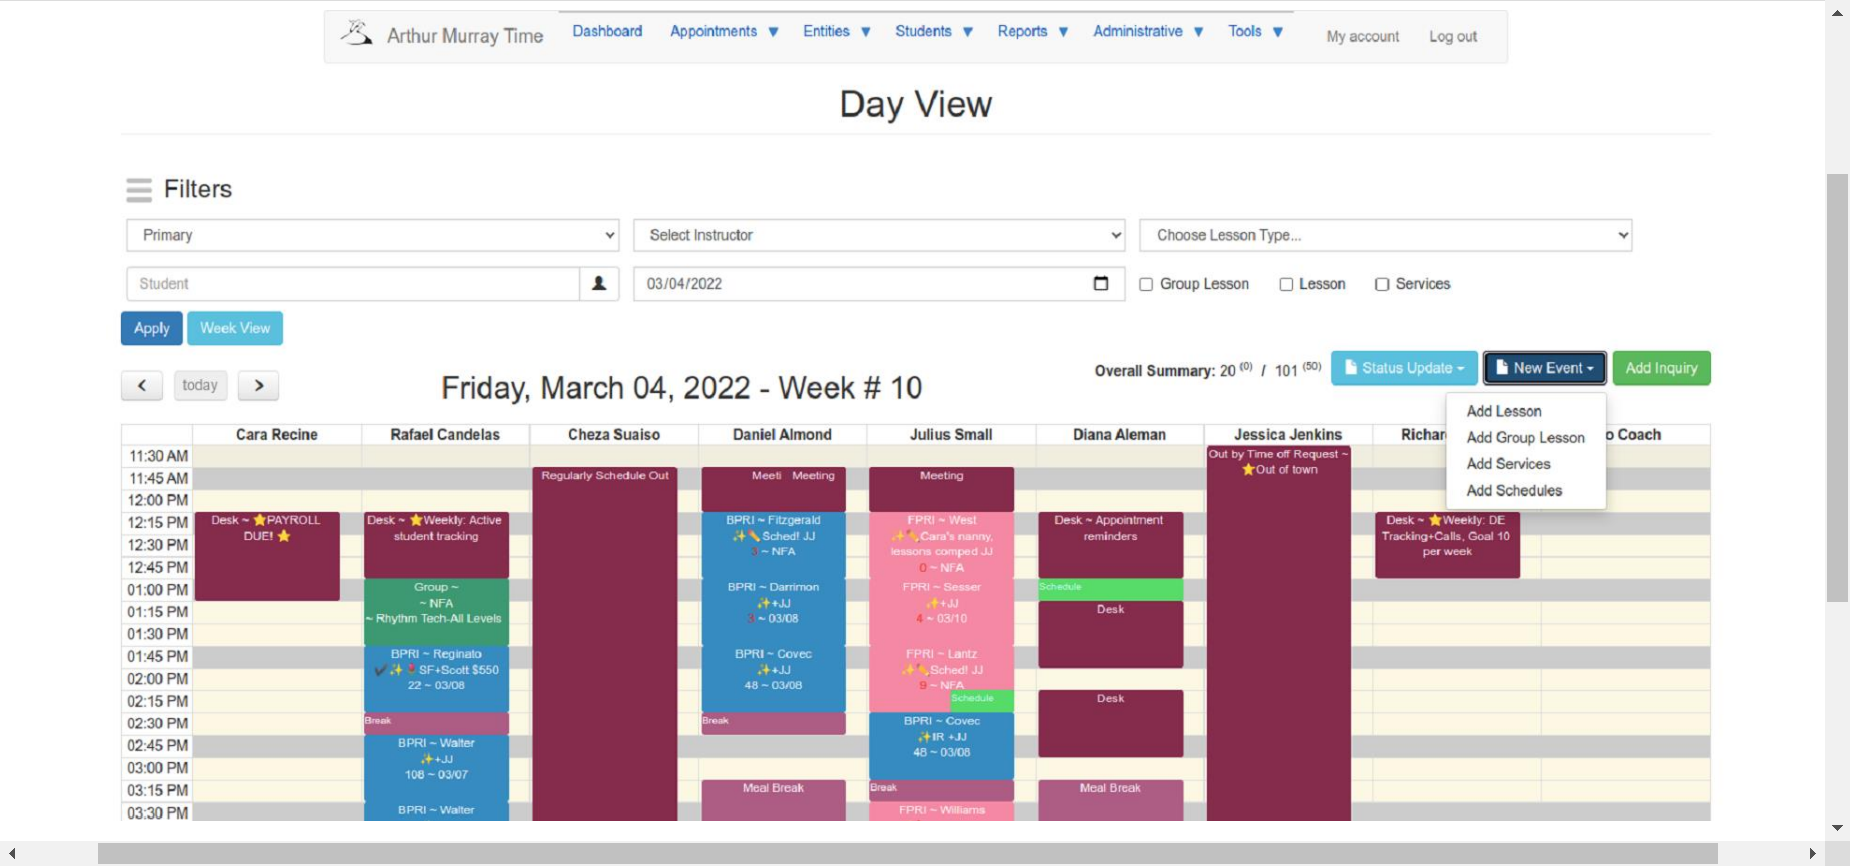 Arthur Murray Time Dashboard Appointments Entities Students Reports Administrative Tools My account Log out
Day View
Filters
Primary Select Instructor Choose Lesson Type...
Student 03/04/2022 Group Lesson Lesson Services
Apply Week View
Overall Summary: 20 (0) / 101 (50) Status Update New Event Add Inquiry
today Friday, March 04, 2022 - Week # 10
Add Lesson
Add Group Lesson
Add Services
Add Schedules
Cara Recine Rafael Candelas Cheza Suaiso Daniel Almond Julius Small Diana Aleman Jessica Jenkins Richar o Coach
11:30 AM
11:45 AM
12:00 PM
12:15 PM
12:30 PM
12:45 PM
01:00 PM
01:15 PM
01:30 PM
01:45 PM
02:00 PM
02:15 PM
02:30 PM
02:45 PM
03:00 PM
03:15 PM
03:30 PM
Desk ~ ⭐PAYROLL
DUE! ⭐
Desk ~ ⭐Weekly: Active
student tracking
Group ~
~ NFA
~ Rhythm Tech-All Levels
BPRI ~ Reginato
✔✨🌹SF+Scott $550
22 ~ 03/08
Break
BPRI ~ Walter
✨+JJ
108 ~ 03/07
BPRI ~ Walter
Regularly Schedule Out
Meeti Meeting
BPRI ~ Fitzgerald
✨✏Sched! JJ
3 ~ NFA
BPRI ~ Darrimon
✨+JJ
3 ~ 03/08
BPRI ~ Covec
✨+JJ
48 ~ 03/08
Break
Meal Break
Meeting
FPRI ~ West
✨✏Cara's nanny,
lessons comped JJ
0 ~ NFA
FPRI ~ Sesser
✨+JJ
4 ~ 03/10
FPRI ~ Lantz
✨✏Sched! JJ
9 ~ NFA
Schedule
BPRI ~ Covec
✨IR +JJ
48 ~ 03/08
Break
FPRI ~ Williams
Desk ~ Appointment
reminders
Schedule
Desk
Desk
Meal Break
Out by Time off Request ~
⭐Out of town
Desk ~ ⭐Weekly: DE
Tracking+Calls, Goal 10
per week